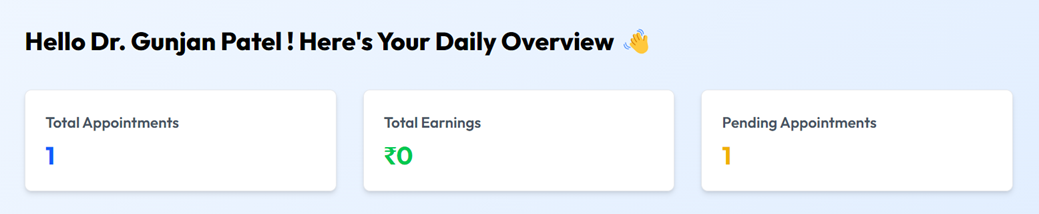 Hello Dr. Gunjan Patel ! Here's Your Daily Overview 👋
Total Appointments
1
Total Earnings
₹0
Pending Appointments
1